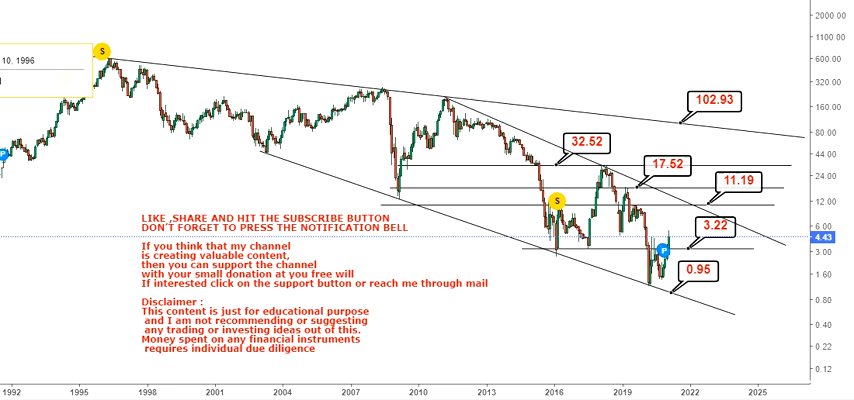 2000.00
1100.00
S
10, 1996
600.00
320.00
102.93
160.00
80.00
32.52
44.00
17.52
24.00
11.19
S
12.00
LIKE ,SHARE AND HIT THE SUBSCRIBE BUTTON
DON'T FORGET TO PRESS THE NOTIFICATION BELL
3.22
6.00
4.43
If you think that my channel
is creating valuable content,
then you can support the channel
with your small donation at you free will
If interested click on the support button or reach me through mail
P
P
3.00
0.95
1.60
Disclaimer :
This content is just for educational purpose
and I am not recommending or suggesting
any trading or investing ideas out of this.
Money spent on any financial instruments
requires individual due diligence
0.80
0.40
0.22
0.12
1992 1995 1998 2001 2004 2007 2010 2013 2016 2019 2022 2025